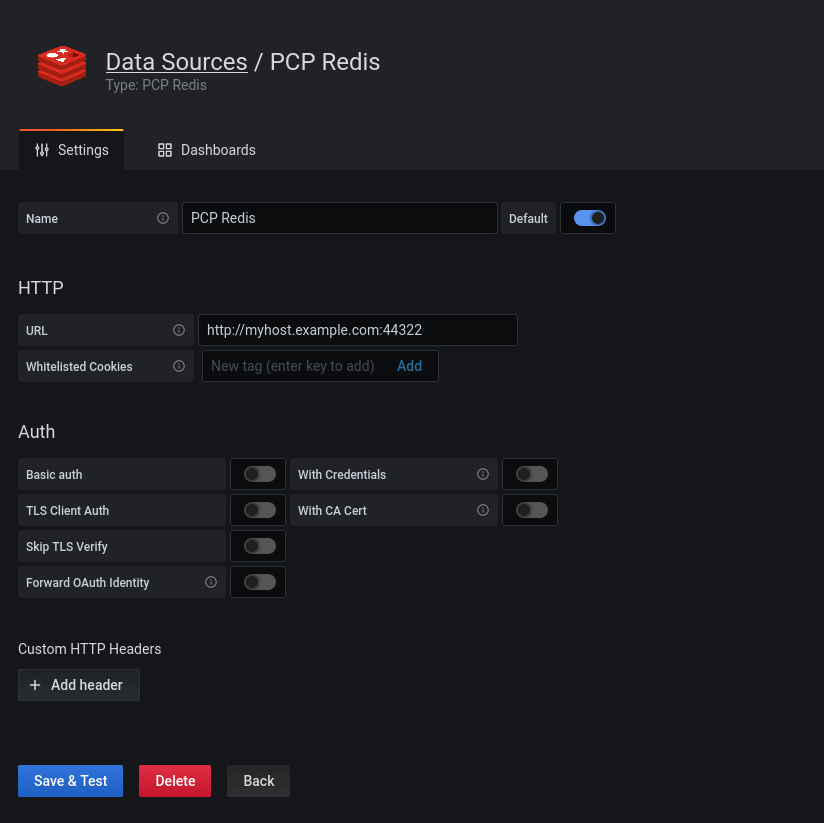 Data Sources / PCP Redis
Type: PCP Redis
Settings Dashboards
Name PCP Redis Default
HTTP
URL http://myhost.example.com:44322
Whitelisted Cookies New tag (enter key to add) Add
Auth
Basic auth With Credentials
TLS Client Auth With CA Cert
Skip TLS Verify
Forward OAuth Identity
Custom HTTP Headers
+ Add header
Save & Test Delete Back